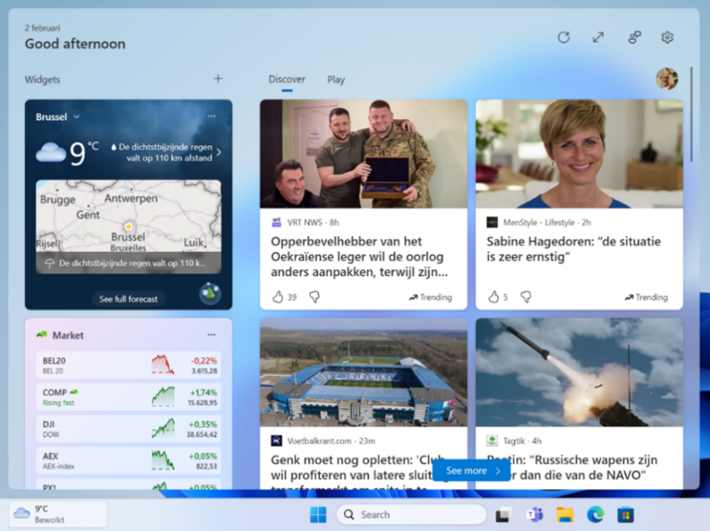 2 februari
Good afternoon
Widgets
Discover
Play
Brussel
9°C
De dichtstbijzijnde regen
valt op 110 km afstand
Brugge
Antwerpen
Gent
Brussel
Bruxelles
Rijsel
Luik,
De dichtstbijzijnde regen valt op 110 k...
See full forecast
Market
BEL20
BEL 20
-0,22%
3.615,28
COMP
Rising fast
+1,74%
15.628,95
DJI
DOW
+0,35%
38.654,42
AEX
AEX-index
+0,05%
822,53
PX1
+0,05%
VRT NWS · 8h
Opperbevelhebber van het
Oekraïense leger wil de oorlog
anders aanpakken, terwijl zijn...
39
Trending
MenStyle - Lifestyle · 2h
Sabine Hagedoren: “de situatie
is zeer ernstig”
5
Trending
Voetbalkrant.com · 23m
Genk moet nog opletten: 'Club
wil profiteren van latere
Tagtik · 4h
"Russische wapens zijn
dan die van de NAVO"
See more
9°C
Bewolkt
Search